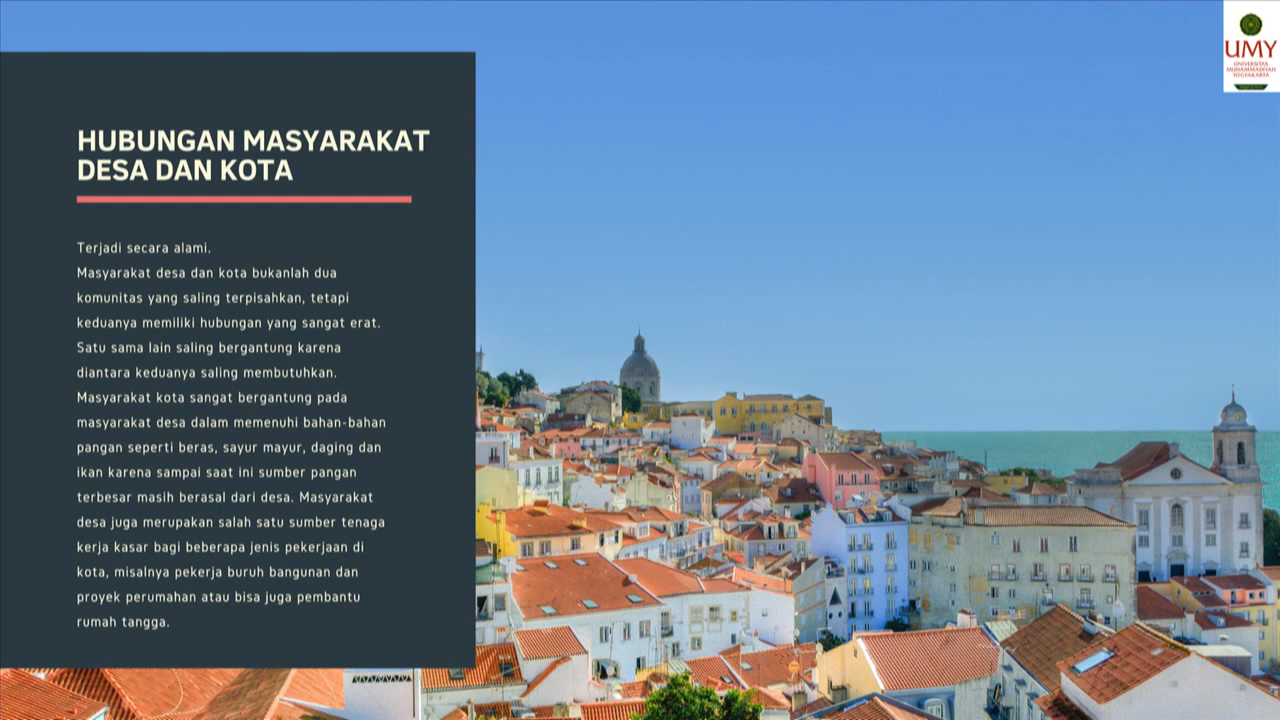 UMY
UNIVERSITAS
MUHAMMADIYAH
YOGYAKARTA
HUBUNGAN MASYARAKAT
DESA DAN KOTA
Terjadi secara alami.
Masyarakat desa dan kota bukanlah dua
komunitas yang saling terpisahkan, tetapi
keduanya memiliki hubungan yang sangat erat.
Satu sama lain saling bergantung karena
diantara keduanya saling membutuhkan.
Masyarakat kota sangat bergantung pada
masyarakat desa dalam memenuhi bahan-bahan
pangan seperti beras, sayur mayur, daging dan
ikan karena sampai saat ini sumber pangan
terbesar masih berasal dari desa. Masyarakat
desa juga merupakan salah satu sumber tenaga
kerja kasar bagi beberapa jenis pekerjaan di
kota, misalnya pekerja buruh bangunan dan
proyek perumahan atau bisa juga pembantu
rumah tangga.